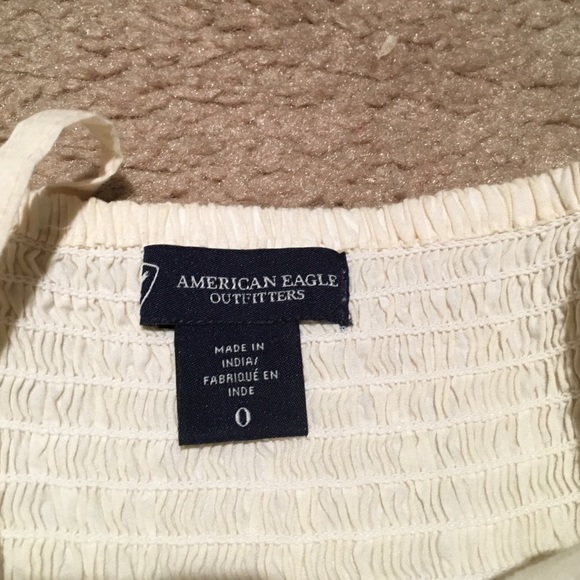 AMERICAN EAGLE
OUTFITTERS
MADE IN
INDIA/
FABRIQUÉ EN
INDE
0